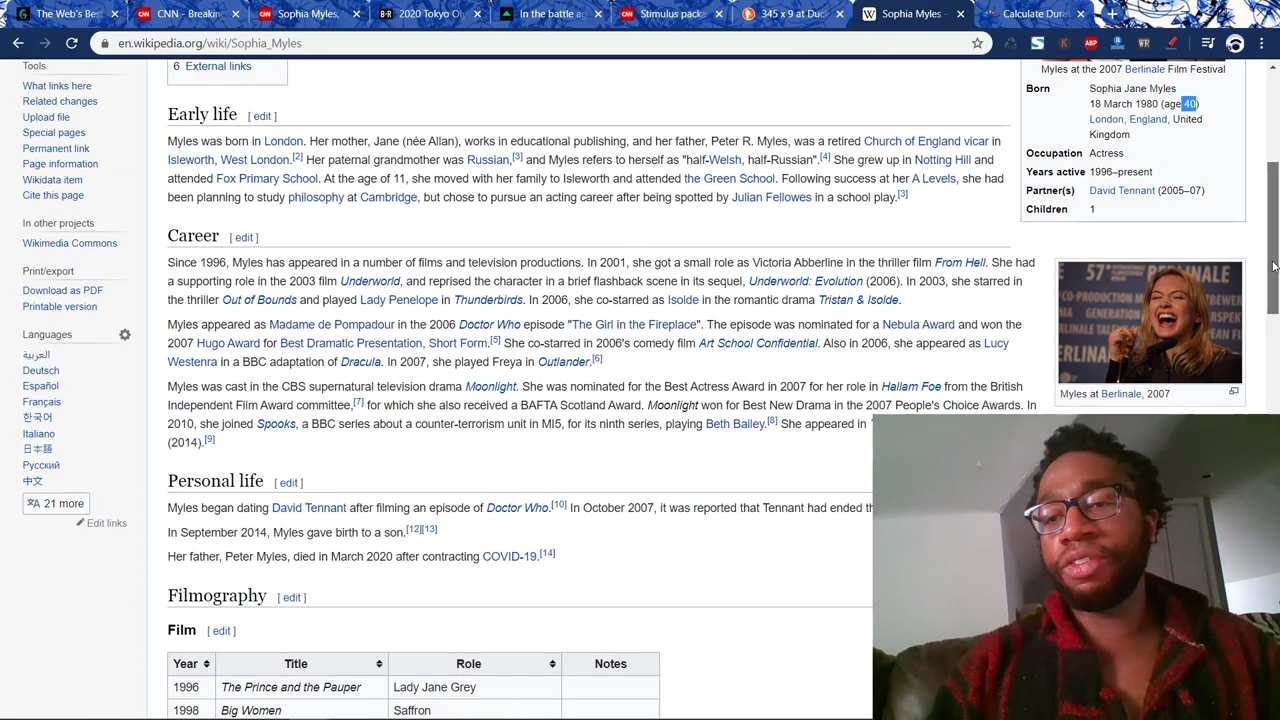 The Web's Bes
CNN - Breakin
Sophia Myles,
2020 Tokyo Ol
In the battle ag
Stimulus pack
345 x 9 at Duc
Sophia Myles -
Calculate Dura
en.wikipedia.org/wiki/Sophia_Myles
Tools
What links here
Related changes
Upload file
Special pages
Permanent link
Page information
Wikidata item
Cite this page
In other projects
Wikimedia Commons
Print/export
Download as PDF
Printable version
Languages
العربية
Deutsch
Español
Français
한국어
Italiano
日本語
Русский
中文
21 more
Edit links
6 External links
Early life [ edit ]
Myles was born in London. Her mother, Jane (née Allan), works in educational publishing, and her father, Peter R. Myles, was a retired Church of England vicar in
Isleworth, West London.[2] Her paternal grandmother was Russian,[3] and Myles refers to herself as "half-Welsh, half-Russian".[4] She grew up in Notting Hill and
attended Fox Primary School. At the age of 11, she moved with her family to Isleworth and attended the Green School. Following success at her A Levels, she had
been planning to study philosophy at Cambridge, but chose to pursue an acting career after being spotted by Julian Fellowes in a school play.[3]
Career [ edit ]
Since 1996, Myles has appeared in a number of films and television productions. In 2001, she got a small role as Victoria Abberline in the thriller film From Hell. She had
a supporting role in the 2003 film Underworld, and reprised the character in a brief flashback scene in its sequel, Underworld: Evolution (2006). In 2003, she starred in
the thriller Out of Bounds and played Lady Penelope in Thunderbirds. In 2006, she co-starred as Isolde in the romantic drama Tristan & Isolde.
Myles appeared as Madame de Pompadour in the 2006 Doctor Who episode "The Girl in the Fireplace". The episode was nominated for a Nebula Award and won the
2007 Hugo Award for Best Dramatic Presentation, Short Form.[5] She co-starred in 2006's comedy film Art School Confidential. Also in 2006, she appeared as Lucy
Westenra in a BBC adaptation of Dracula. In 2007, she played Freya in Outlander.[6]
Myles was cast in the CBS supernatural television drama Moonlight. She was nominated for the Best Actress Award in 2007 for her role in Hallam Foe from the British
Independent Film Award committee,[7] for which she also received a BAFTA Scotland Award. Moonlight won for Best New Drama in the 2007 People's Choice Awards. In
2010, she joined Spooks, a BBC series about a counter-terrorism unit in MI5, for its ninth series, playing Beth Bailey.[8] She appeared in
(2014).[9]
Personal life [ edit ]
Myles began dating David Tennant after filming an episode of Doctor Who.[10] In October 2007, it was reported that Tennant had ended th
In September 2014, Myles gave birth to a son.[12][13]
Her father, Peter Myles, died in March 2020 after contracting COVID-19.[14]
Filmography [ edit ]
Film [ edit ]
Year Title Role Notes
1996 The Prince and the Pauper Lady Jane Grey
1998 Big Women Saffron
Myles at the 2007 Berlinale Film Festival
Born Sophia Jane Myles
18 March 1980 (age 40)
London, England, United
Kingdom
Occupation Actress
Years active 1996–present
Partner(s) David Tennant (2005–07)
Children 1
57
INTERNATIONALE
BERLINALE
Myles at Berlinale, 2007